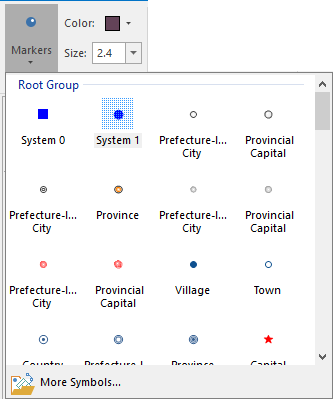 Markers
Color:
Size: 2.4
Root Group
System 0 System 1 Prefecture-l... City Provincial Capital
Prefecture-l... City Province Prefecture-l... City Provincial Capital
Prefecture-l... City Provincial Capital Village Town
Country Prefecture-l Province Capital
More Symbols...